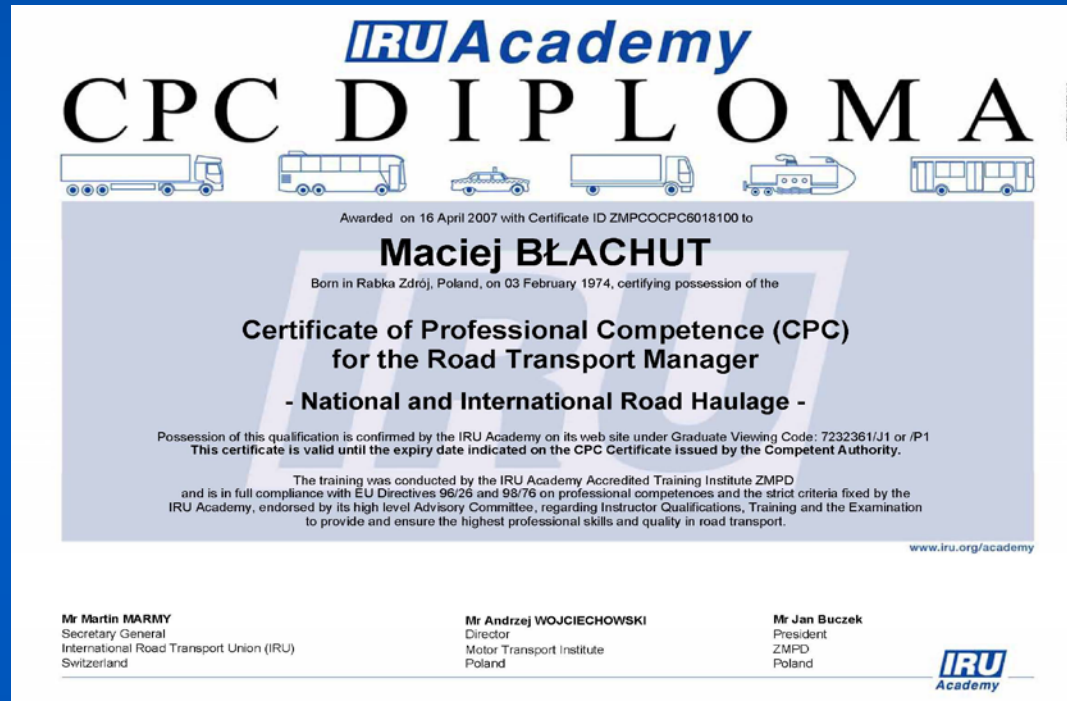 IRU Academy
CPC DIPLOMA
Awarded on 16 April 2007 with Certificate ID ZMPCOCPC6018100 to
Maciej BŁACHUT
Born in Rabka Zdrój, Poland, on 03 February 1974, certifying possession of the
Certificate of Professional Competence (CPC)
for the Road Transport Manager
- National and International Road Haulage -
Possession of this qualification is confirmed by the IRU Academy on its web site under Graduate Viewing Code: 7232361/J1 or /P1
This certificate is valid until the expiry date indicated on the CPC Certificate issued by the Competent Authority.
The training was conducted by the IRU Academy Accredited Training Institute ZMPD
and is in full compliance with EU Directives 96/26 and 98/76 on professional competences and the strict criteria fixed by the
IRU Academy, endorsed by its high level Advisory Committee, regarding Instructor Qualifications, Training and the Examination
to provide and ensure the highest professional skills and quality in road transport.
IRU
www.iru.org/academy
Mr Martin MARMY
Secretary General
International Road Transport Union (IRU)
Switzerland
Mr Andrzej WOJCIECHOWSKI
Director
Motor Transport Institute
Poland
Mr Jan Buczek
President
ZMPD
Poland
IRU
Academy